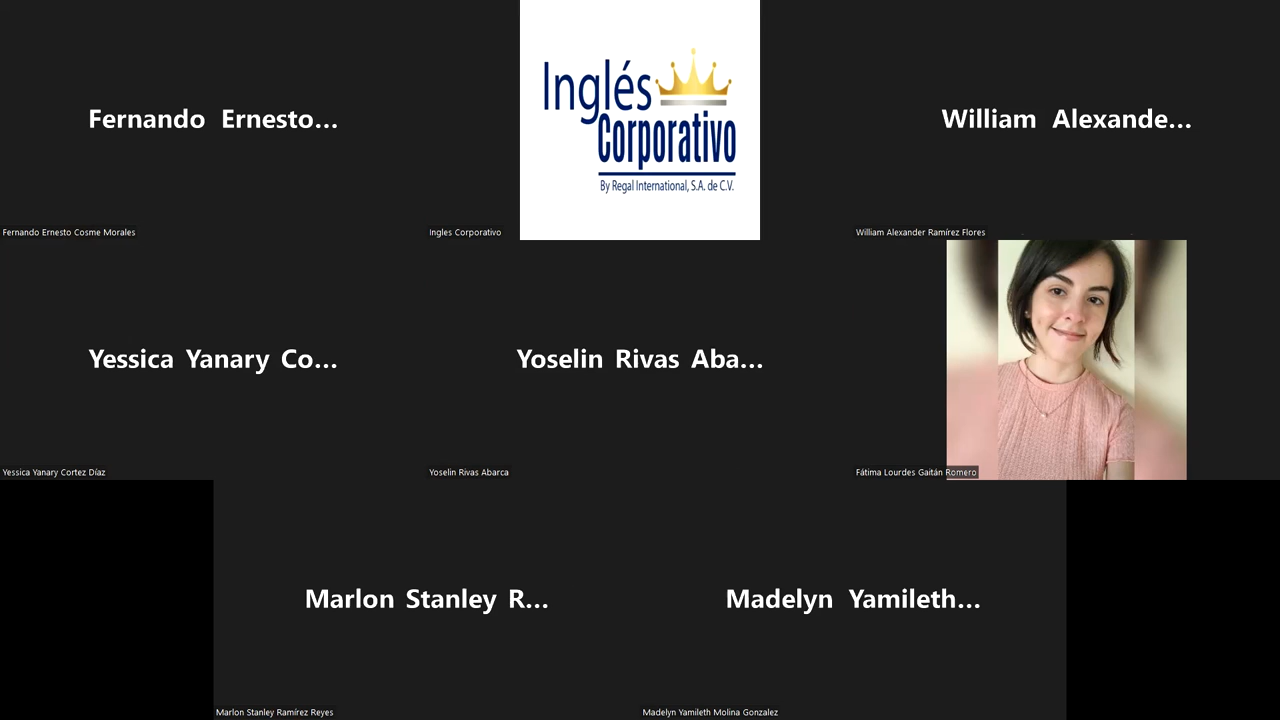 Fernando Ernesto...
Inglés
Corporativo
By Regal International, S.A. de C.V.
William Alexande...
Fernando Ernesto Cosme Morales
Ingles Corporativo
William Alexander Ramírez Flores
Yessica Yanary Co...
Yoselin Rivas Aba...
Yessica Yanary Cortez Díaz
Yoselin Rivas Abarca
Fátima Lourdes Gaitán Romero
Marlon Stanley R...
Madelyn Yamileth...
Marlon Stanley Ramírez Reyes
Madelyn Yamileth Molina Gonzalez